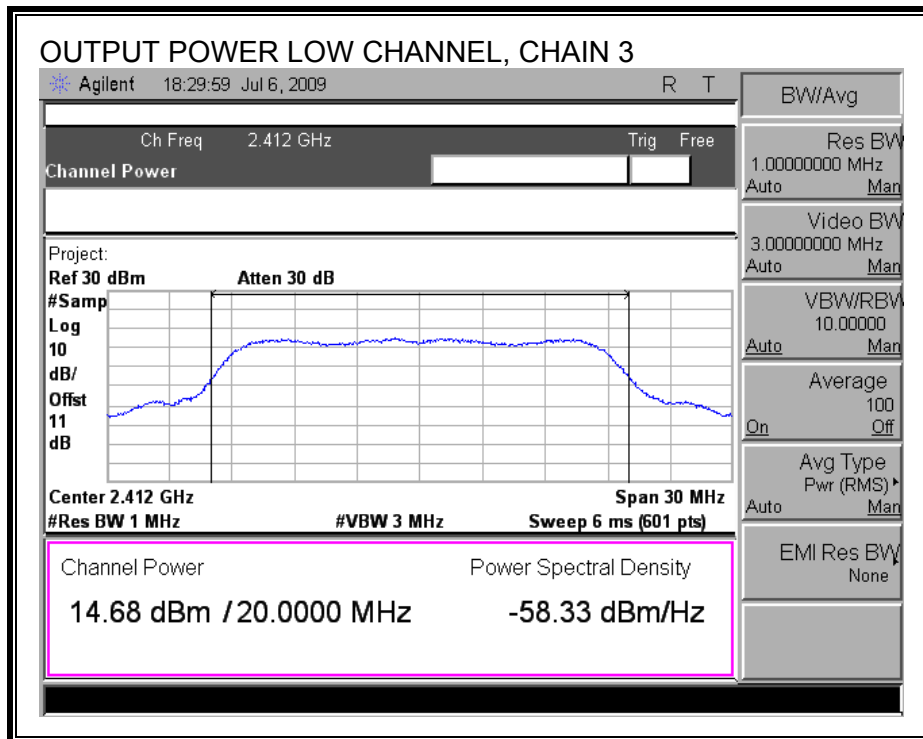 OUTPUT POWER LOW CHANNEL, CHAIN 3
Agilent 18:29:59 Jul 6, 2009 R T
Ch Freq 2.412 GHz Trig Free
Channel Power
Project:
Ref 30 dBm Atten 30 dB
#Samp
Log
10
dB/
Offst
11
dB
Center 2.412 GHz Span 30 MHz
#Res BW 1 MHz #VBW 3 MHz Sweep 6 ms (601 pts)
Channel Power Power Spectral Density
14.68 dBm / 20.0000 MHz -58.33 dBm/Hz
BW/Avg
Res BW
1.00000000 MHz
Auto Man
Video BW
3.00000000 MHz
Auto Man
VBW/RBW
10.00000
Auto Man
Average
100
On Off
Avg Type
Pwr (RMS)
Auto Man
EMI Res BW
None